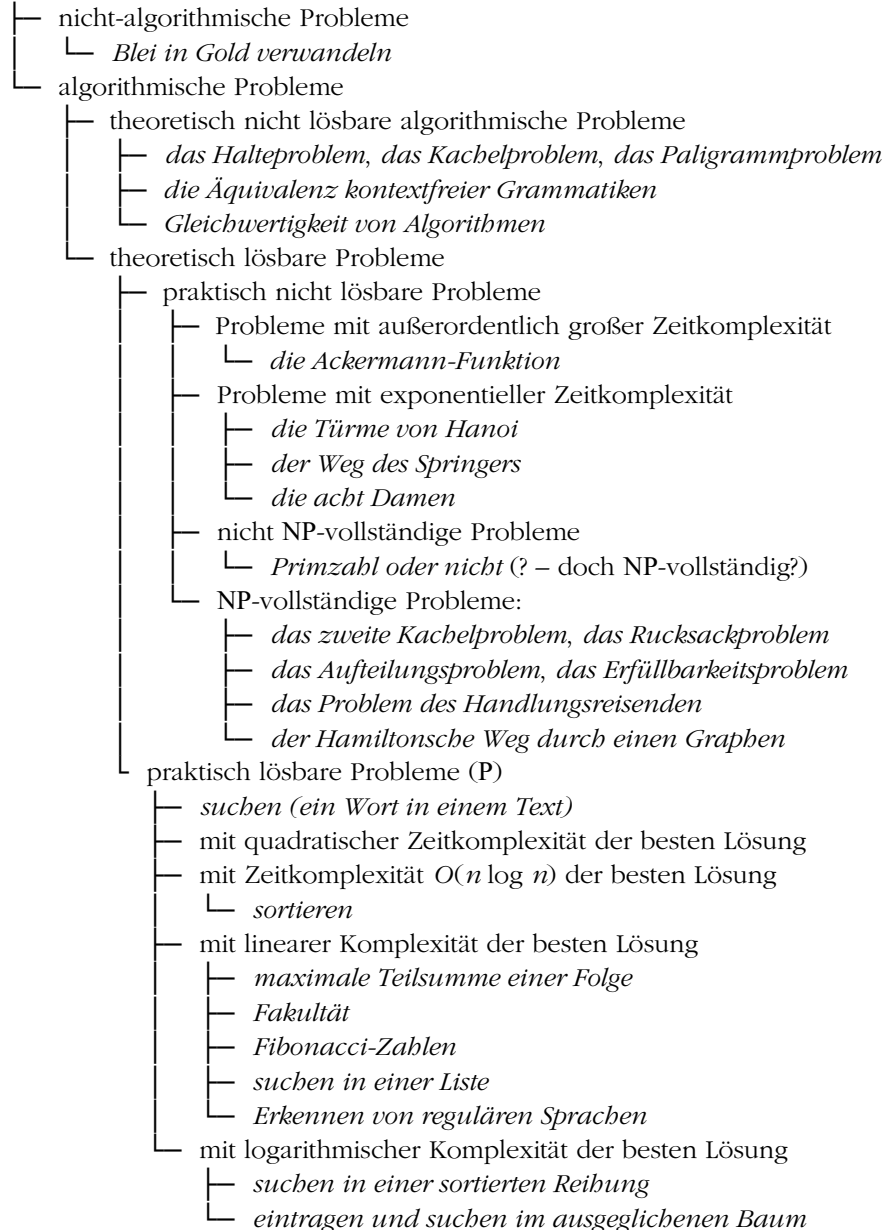 nicht-algorithmische Probleme
Blei in Gold verwandeln
algorithmische Probleme
theoretisch nicht lösbare algorithmische Probleme
das Halteproblem, das Kachelproblem, das Paligrammproblem
die Äquivalenz kontextfreier Grammatiken
Gleichwertigkeit von Algorithmen
theoretisch lösbare Probleme
praktisch nicht lösbare Probleme
Probleme mit außerordentlich großer Zeitkomplexität
die Ackermann-Funktion
Probleme mit exponentieller Zeitkomplexität
die Türme von Hanoi
der Weg des Springers
die acht Damen
nicht NP-vollständige Probleme
Primzahl oder nicht (? – doch NP-vollständig?)
NP-vollständige Probleme:
das zweite Kachelproblem, das Rucksackproblem
das Aufteilungsproblem, das Erfüllbarkeitsproblem
das Problem des Handlungsreisenden
der Hamiltonsche Weg durch einen Graphen
praktisch lösbare Probleme (P)
suchen (ein Wort in einem Text)
mit quadratischer Zeitkomplexität der besten Lösung
mit Zeitkomplexität O(n log n) der besten Lösung
sortieren
mit linearer Komplexität der besten Lösung
maximale Teilsumme einer Folge
Fakultät
Fibonacci-Zahlen
suchen in einer Liste
Erkennen von regulären Sprachen
mit logarithmischer Komplexität der besten Lösung
suchen in einer sortierten Reihung
eintragen und suchen im ausgeglichenen Baum